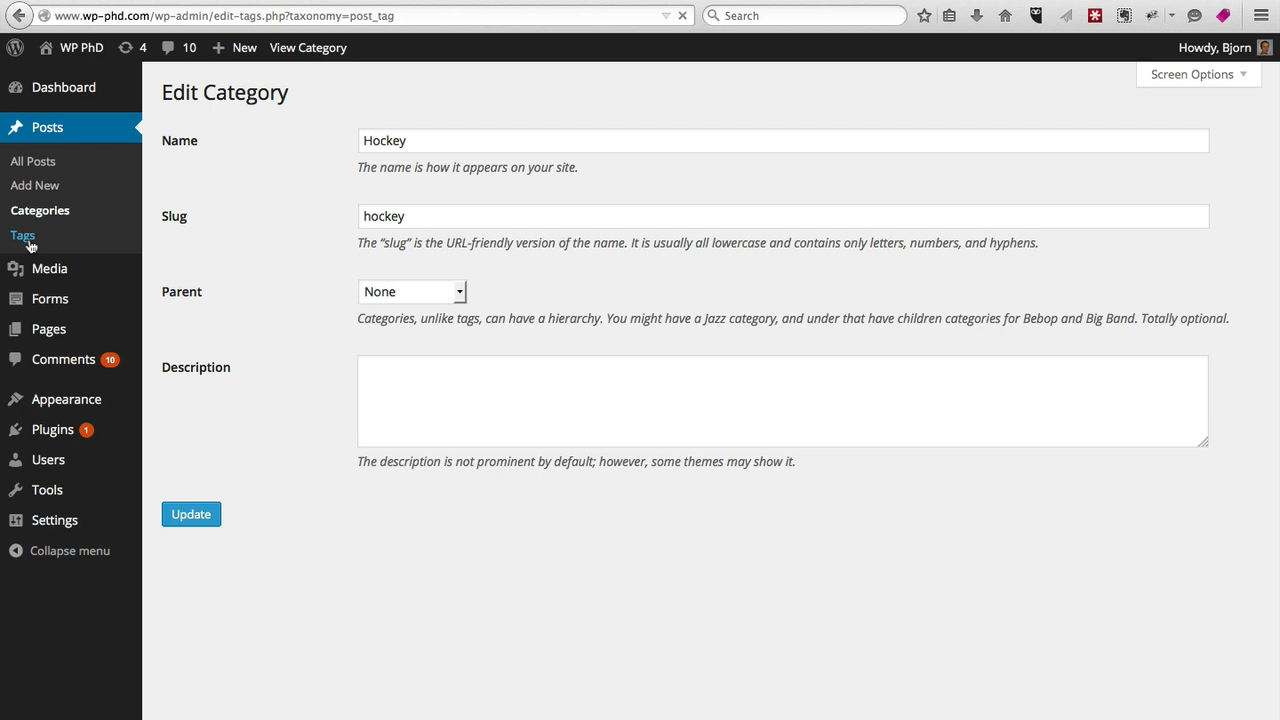 www.wp-phd.com/wp-admin/edit-tags.php?taxonomy=post_tag
Search
WP PhD
4
10
New
View Category
Howdy, Bjorn
Screen Options
Dashboard
Posts
All Posts
Add New
Categories
Tags
Media
Forms
Pages
Comments 10
Appearance
Plugins 1
Users
Tools
Settings
Collapse menu
Edit Category
Name
Hockey
The name is how it appears on your site.
Slug
hockey
The “slug” is the URL-friendly version of the name. It is usually all lowercase and contains only letters, numbers, and hyphens.
Parent
None
Categories, unlike tags, can have a hierarchy. You might have a Jazz category, and under that have children categories for Bebop and Big Band. Totally optional.
Description
The description is not prominent by default; however, some themes may show it.
Update